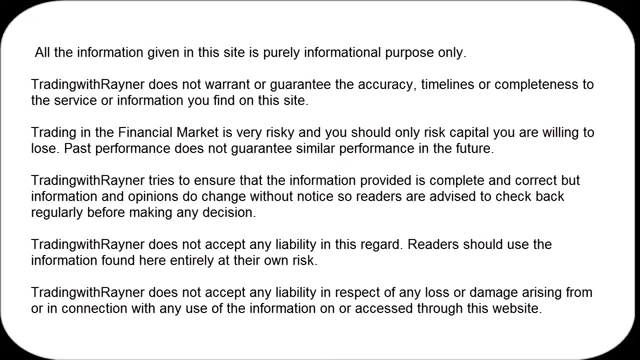 All the information given in this site is purely informational purpose only.
TradingwithRayner does not warrant or guarantee the accuracy, timelines or completeness to
the service or information you find on this site.
Trading in the Financial Market is very risky and you should only risk capital you are willing to
lose. Past performance does not guarantee similar performance in the future.
TradingwithRayner tries to ensure that the information provided is complete and correct but
information and opinions do change without notice so readers are advised to check back
regularly before making any decision.
TradingwithRayner does not accept any liability in this regard. Readers should use the
information found here entirely at their own risk.
TradingwithRayner does not accept any liability in respect of any loss or damage arising from
or in connection with any use of the information on or accessed through this website.